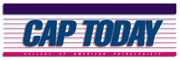 CAP TODAY
COLLEGE OF AMERICAN PATHOLOGISTS